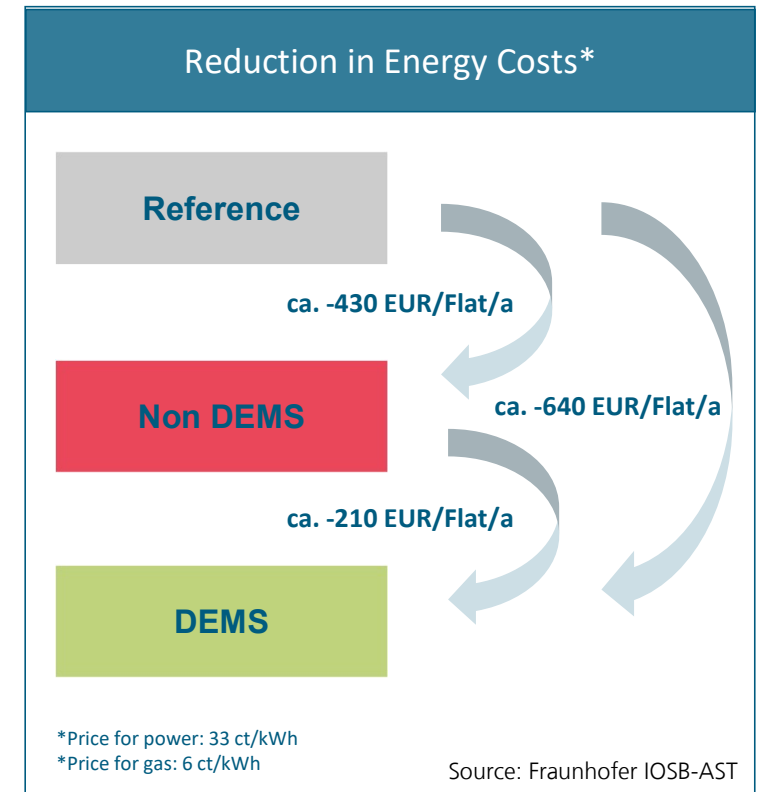 Reduction in Energy Costs*
Reference
ca. -430 EUR/Flat/a
Non DEMS
ca. -640 EUR/Flat/a
ca. -210 EUR/Flat/a
DEMS
*Price for power: 33 ct/kWh
*Price for gas: 6 ct/kWh
Source: Fraunhofer IOSB-AST